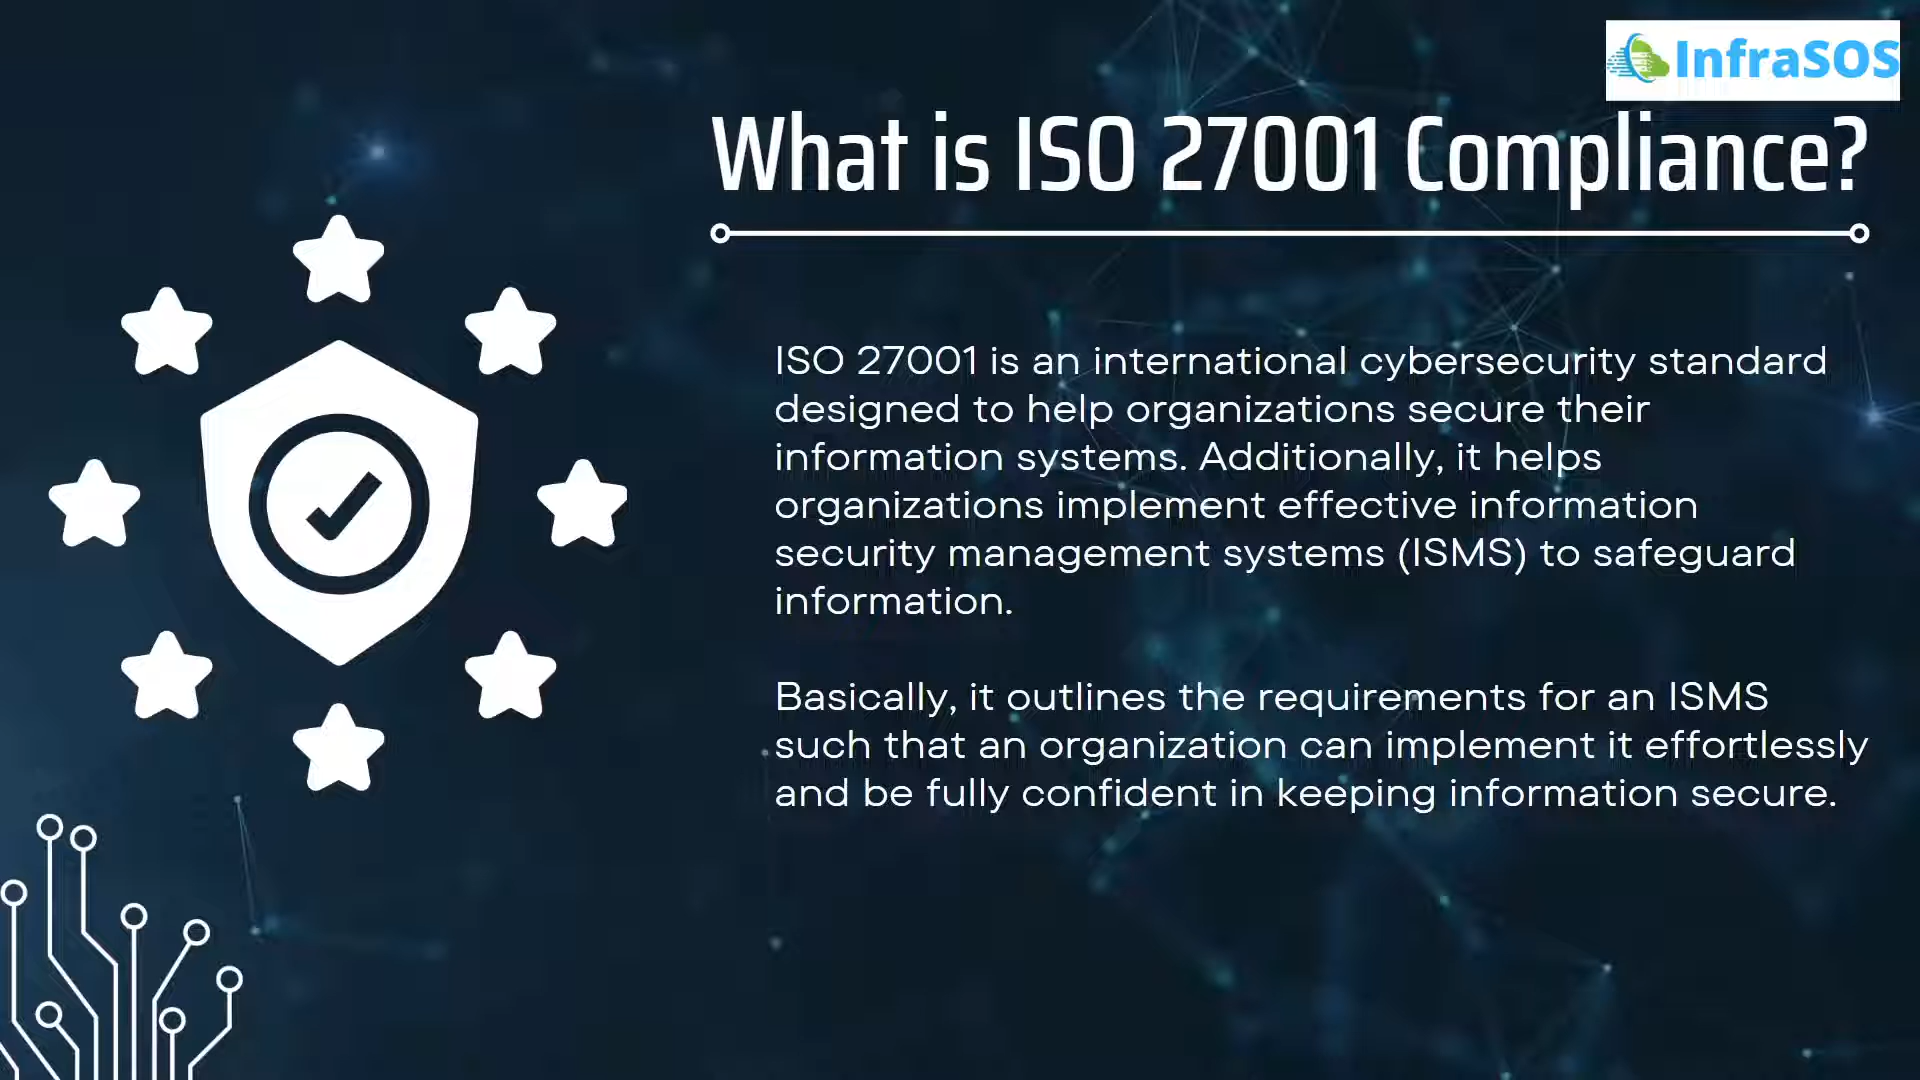 InfraSOS
What is ISO 27001 Compliance?
ISO 27001 is an international cybersecurity standard
designed to help organizations secure their
information systems. Additionally, it helps
organizations implement effective information
security management systems (ISMS) to safeguard
information.
Basically, it outlines the requirements for an ISMS
such that an organization can implement it effortlessly
and be fully confident in keeping information secure.